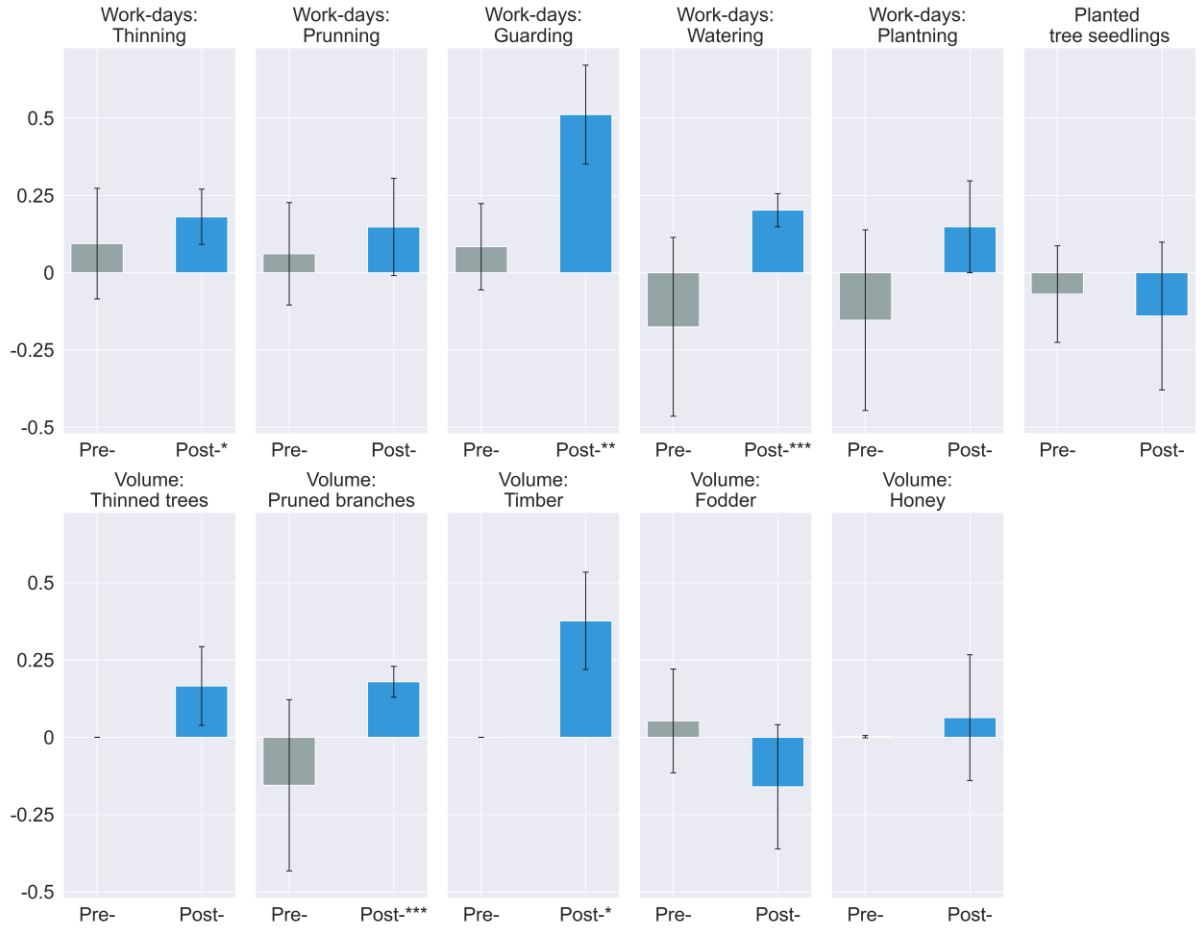 Work-days:
Thinning
Work-days:
Prunning
Work-days:
Guarding
Work-days:
Watering
Work-days:
Plantning
Planted
tree seedlings
0.5
0.25
0
-0.25
-0.5
Pre- Post-*
Pre- Post-
Pre- Post-**
Pre- Post-***
Pre- Post-
Pre- Post-
Volume:
Thinned trees
Volume:
Pruned branches
Volume:
Timber
Volume:
Fodder
Volume:
Honey
0.5
0.25
0
-0.25
-0.5
Pre- Post-
Pre- Post-***
Pre- Post-*
Pre- Post-
Pre- Post-